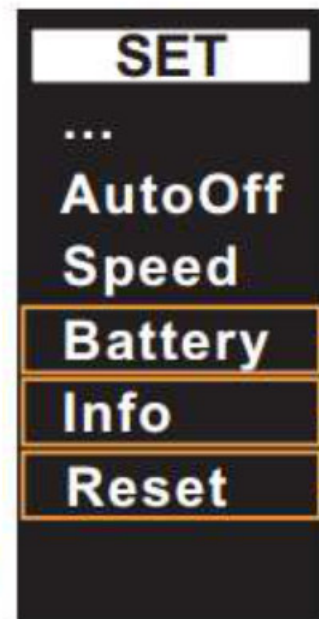 SET
...
AutoOff
Speed
Battery
Info
Reset